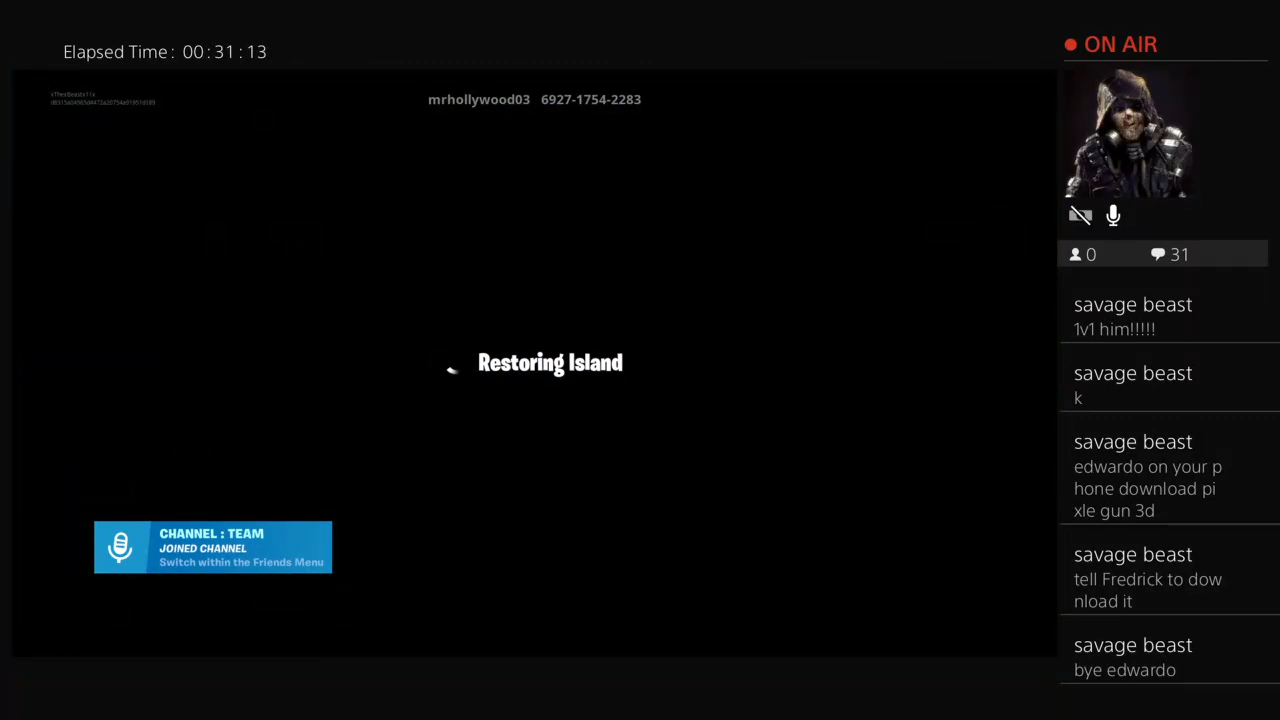 Elapsed Time: 00:31:13
ON AIR
xThexBeastx11x
mrhollywood03 6927-1754-2283
0 31
savage beast
1v1 him!!!!!
savage beast
k
savage beast
edwardo on your p
hone download pi
xle gun 3d
savage beast
tell Fredrick to dow
nload it
savage beast
bye edwardo
Restoring Island
CHANNEL : TEAM
JOINED CHANNEL
Switch within the Friends Menu